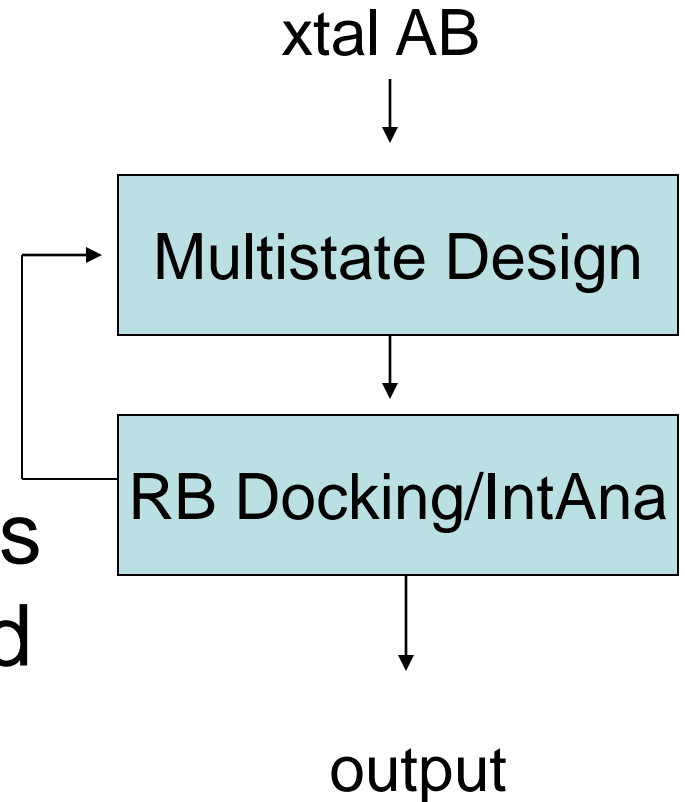 xtal AB
Multistate Design
RB Docking/IntAna
s
d
output